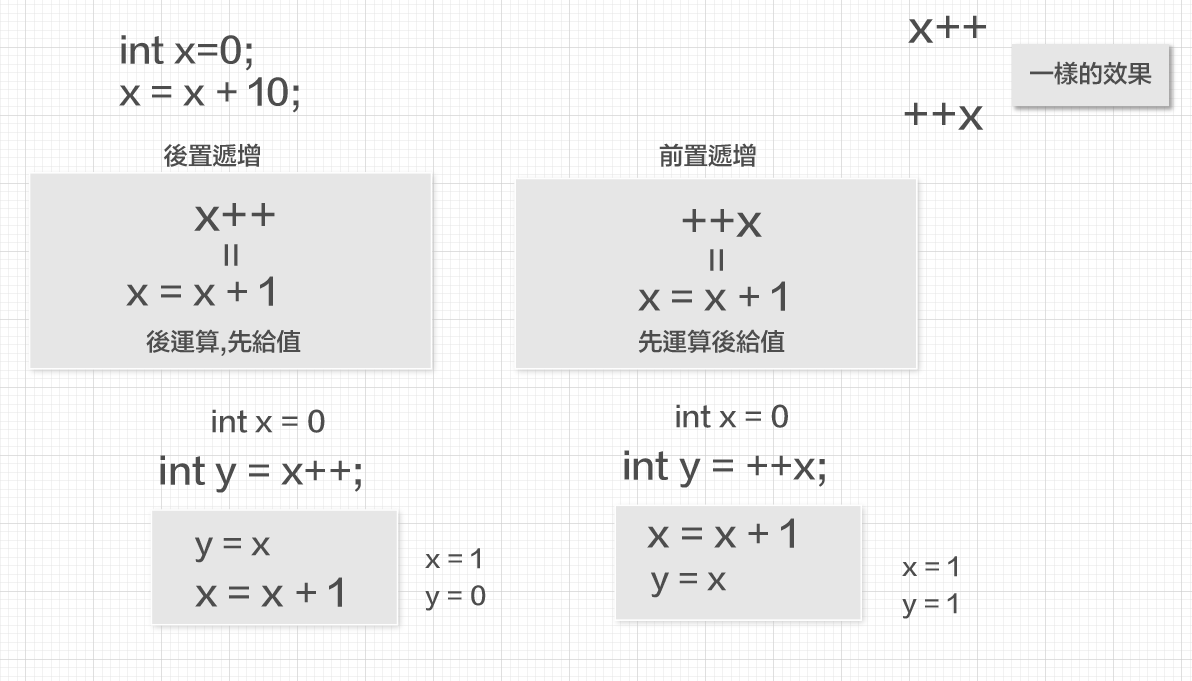 int x=0;
x = x + 10;
x++
一樣的效果
++x
後置遞增
x++
=
x = x + 1
後運算,先給值
前置遞增
++x
=
x = x + 1
先運算後給值
int x = 0
int y = x++;
y = x
x = x + 1
x = 1
y = 0
int x = 0
int y = ++x;
x = x + 1
y = x
x = 1
y = 1